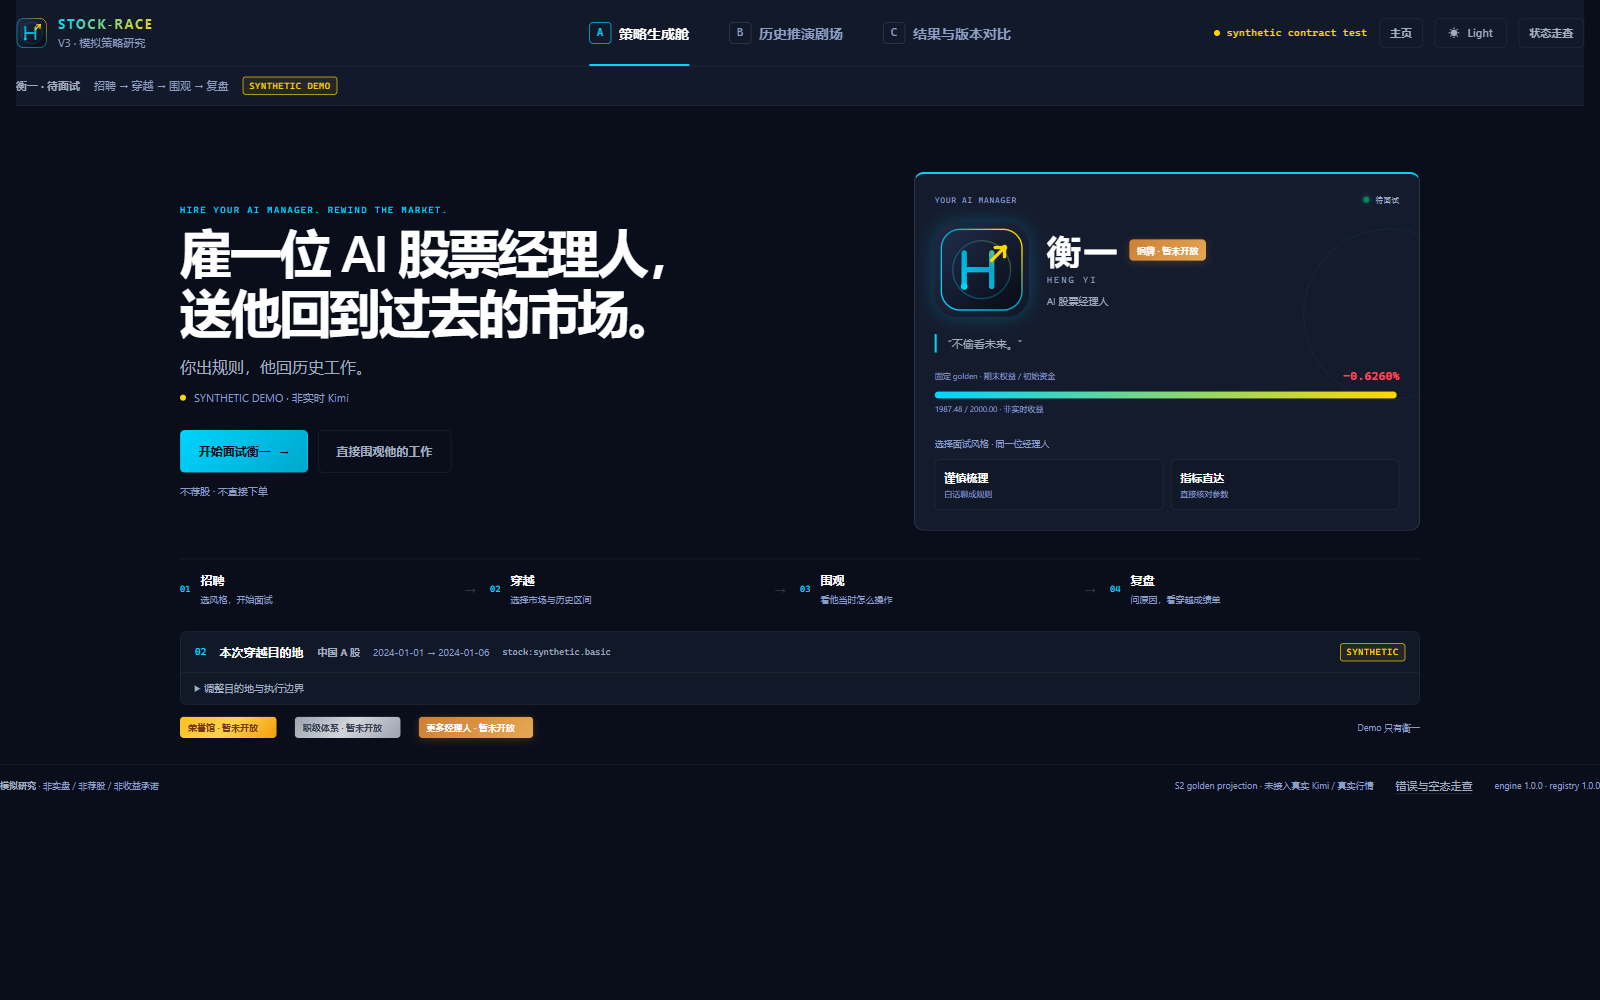 STOCK-RACE
V3 · 模拟策略研究
A 策略生成舱
B 历史推演剧场
C 结果与版本对比
synthetic contract test
主页
Light
状态走查
衡一 · 待面试 招聘 → 穿越 → 围观 → 复盘 SYNTHETIC DEMO
HIRE YOUR AI MANAGER. REWIND THE MARKET.
雇一位 AI 股票经理人，
送他回到过去的市场。
你出规则，他回历史工作。
SYNTHETIC DEMO · 非实时 Kimi
开始面试衡一 →
直接围观他的工作
不荐股 · 不直接下单
YOUR AI MANAGER
待面试
衡一 铜牌 · 暂未开放
HENG YI
AI 股票经理人
“不偷看未来。”
固定 golden · 期末权益 / 初始资金 -0.6260%
1987.48 / 2000.00 · 非实时收益
选择面试风格 · 同一位经理人
谨慎梳理
白话聊成规则
指标直达
直接核对参数
01 招聘
选风格，开始面试
→
02 穿越
选择市场与历史区间
→
03 围观
看他当时怎么操作
→
04 复盘
问原因，看穿越成绩单
02 本次穿越目的地 中国 A 股 2024-01-01 → 2024-01-06 stock:synthetic.basic SYNTHETIC
▶ 调整目的地与执行边界
荣誉馆 · 暂未开放
职级体系 · 暂未开放
更多经理人 · 暂未开放
Demo 只有衡一
模拟研究 · 非实盘 / 非荐股 / 非收益承诺
S2 golden projection · 未接入真实 Kimi / 真实行情
错误与空态走查
engine 1.0.0 · registry 1.0.0